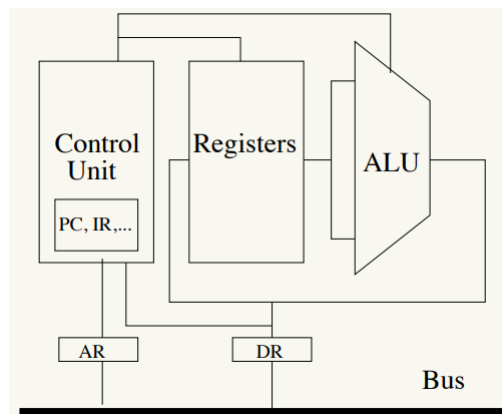 Control
Unit
PC, IR,...
Registers
ALU
AR
DR
Bus